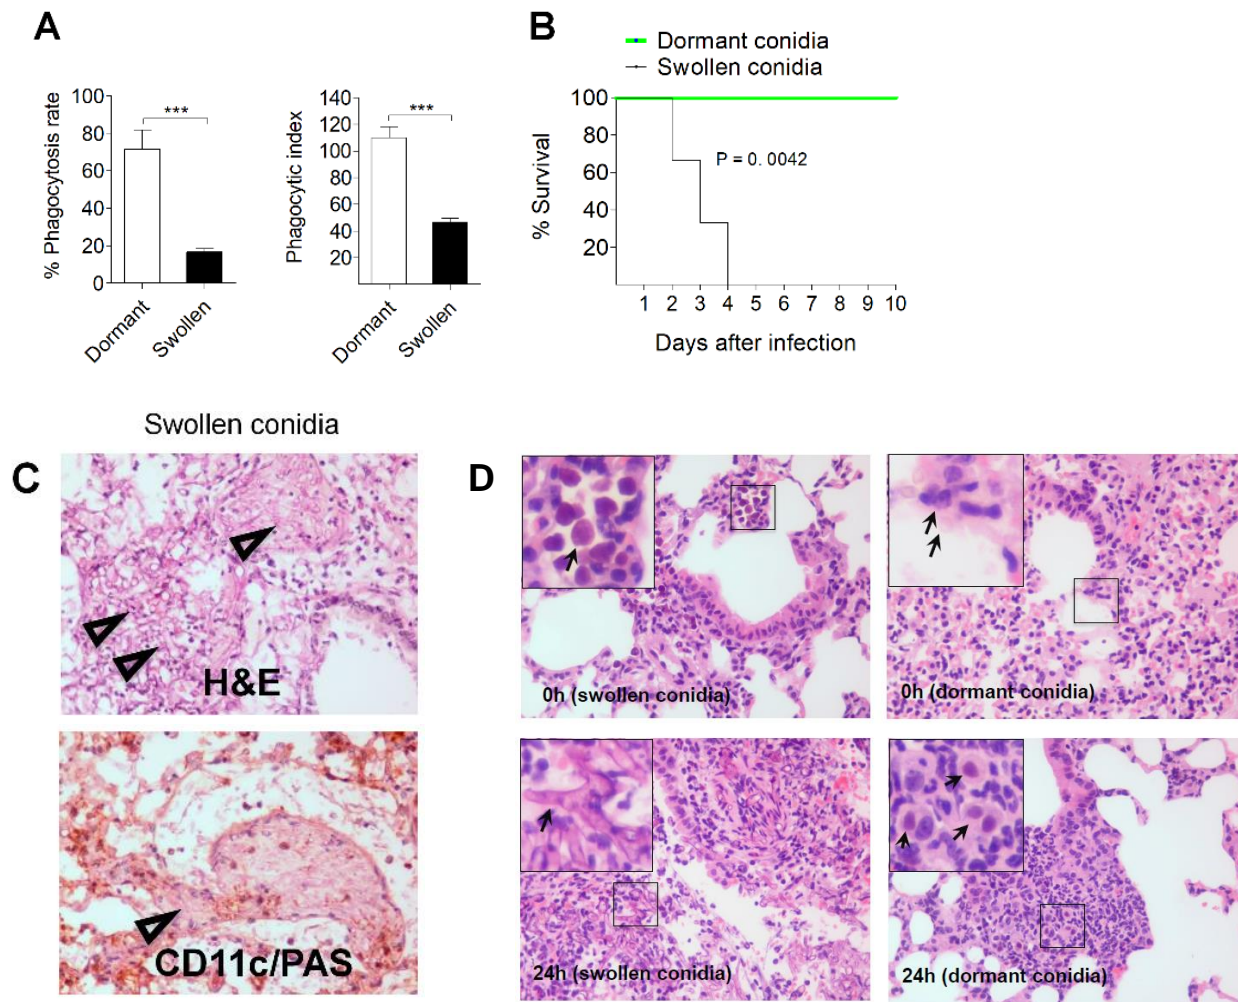 A
% Phagocytosis rate
100
80
60
40
20
0
***
Dormant
Swollen
Phagocytic index
140
120
100
80
60
40
20
***
Dormant
Swollen
B
Dormant conidia
Swollen conidia
% Survival
100
80
60
40
20
P = 0. 0042
1 2 3 4 5 6 7 8 9 10
Days after infection
Swollen conidia
C
H&E
CD11c/PAS
D
0h (swollen conidia)
0h (dormant conidia)
24h (swollen conidia)
24h (dormant conidia)